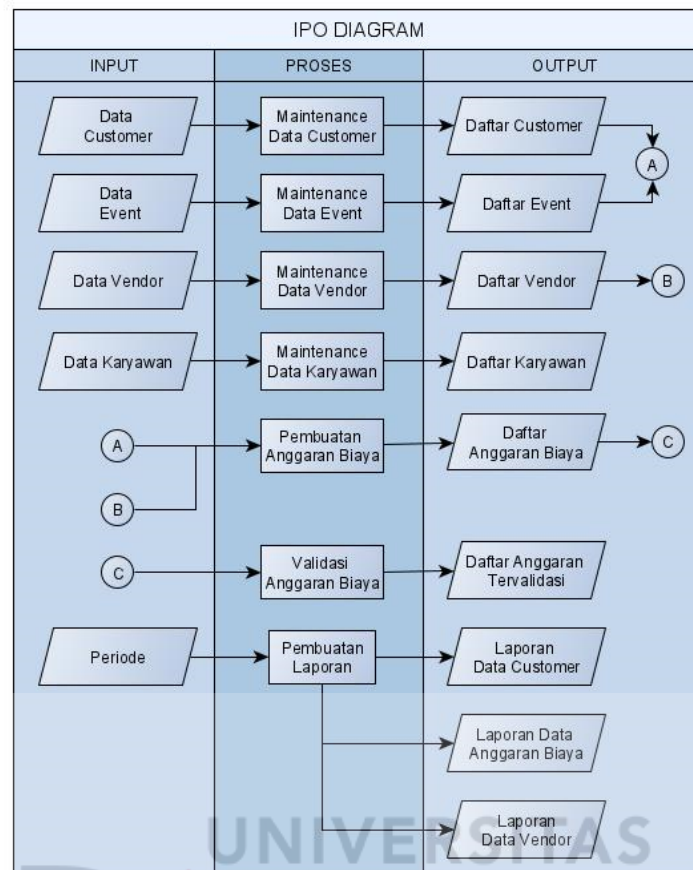 IPO DIAGRAM
INPUT
PROSES
OUTPUT
Data
Customer
Maintenance
Data Customer
Daftar Customer
A
Data
Event
Maintenance
Data Event
Daftar Event
Data Vendor
Maintenance
Data Vendor
Daftar Vendor
B
Data Karyawan
Maintenance
Data Karyawan
Daftar Karyawan
A
Pembuatan
Anggaran Biaya
Daftar
Anggaran Biaya
C
B
C
Validasi
Anggaran Biaya
Daftar Anggaran
Tervalidasi
Periode
Pembuatan
Laporan
Laporan
Data Customer
Laporan Data
Anggaran Biaya
Laporan
Data Vendor
UNIVERSITAS